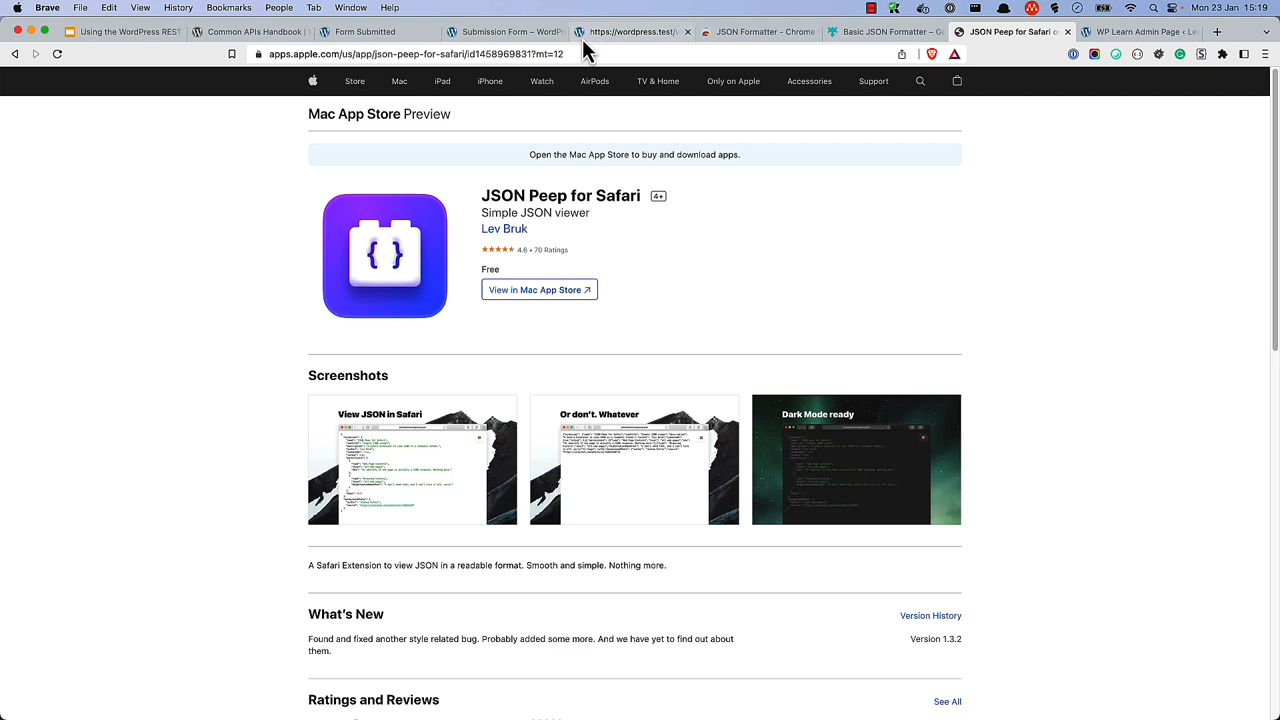 Brave File Edit View History Bookmarks People Tab Window Help Mon 23 Jan 15:19
Using the WordPress REST Common APIs Handbook | Form Submitted Submission Form – WordPr https://wordpress.test/w JSON Formatter - Chrome Basic JSON Formatter – G JSON Peep for Safari o WP Learn Admin Page ‹ Le
apps.apple.com/us/app/json-peep-for-safari/id1458969831?mt=12
Store Mac iPad iPhone Watch AirPods TV & Home Only on Apple Accessories Support
Mac App Store Preview
Open the Mac App Store to buy and download apps.
JSON Peep for Safari 4+
Simple JSON viewer
Lev Bruk
4.6 • 70 Ratings
Free
View in Mac App Store ↗
Screenshots
View JSON in Safari Or don't. Whatever Dark Mode ready
A Safari Extension to view JSON in a readable format. Smooth and simple. Nothing more.
What's New Version History
Found and fixed another style related bug. Probably added some more. And we have yet to find out about Version 1.3.2
them.
Ratings and Reviews See All